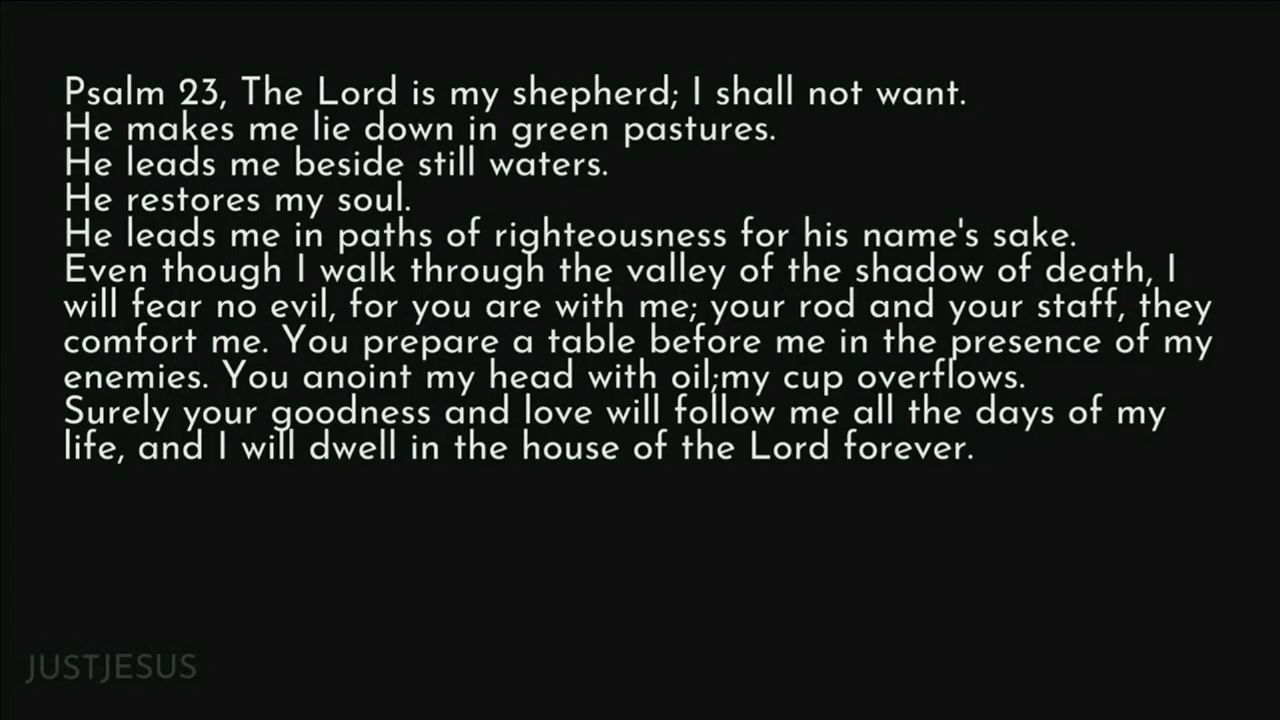 Psalm 23, The Lord is my shepherd; I shall not want.
He makes me lie down in green pastures.
He leads me beside still waters.
He restores my soul.
He leads me in paths of righteousness for his name's sake.
Even though I walk through the valley of the shadow of death, I
will fear no evil, for you are with me; your rod and your staff, they
comfort me. You prepare a table before me in the presence of my
enemies. You anoint my head with oil;my cup overflows.
Surely your goodness and love will follow me all the days of my
life, and I will dwell in the house of the Lord forever.
JUSTJESUS